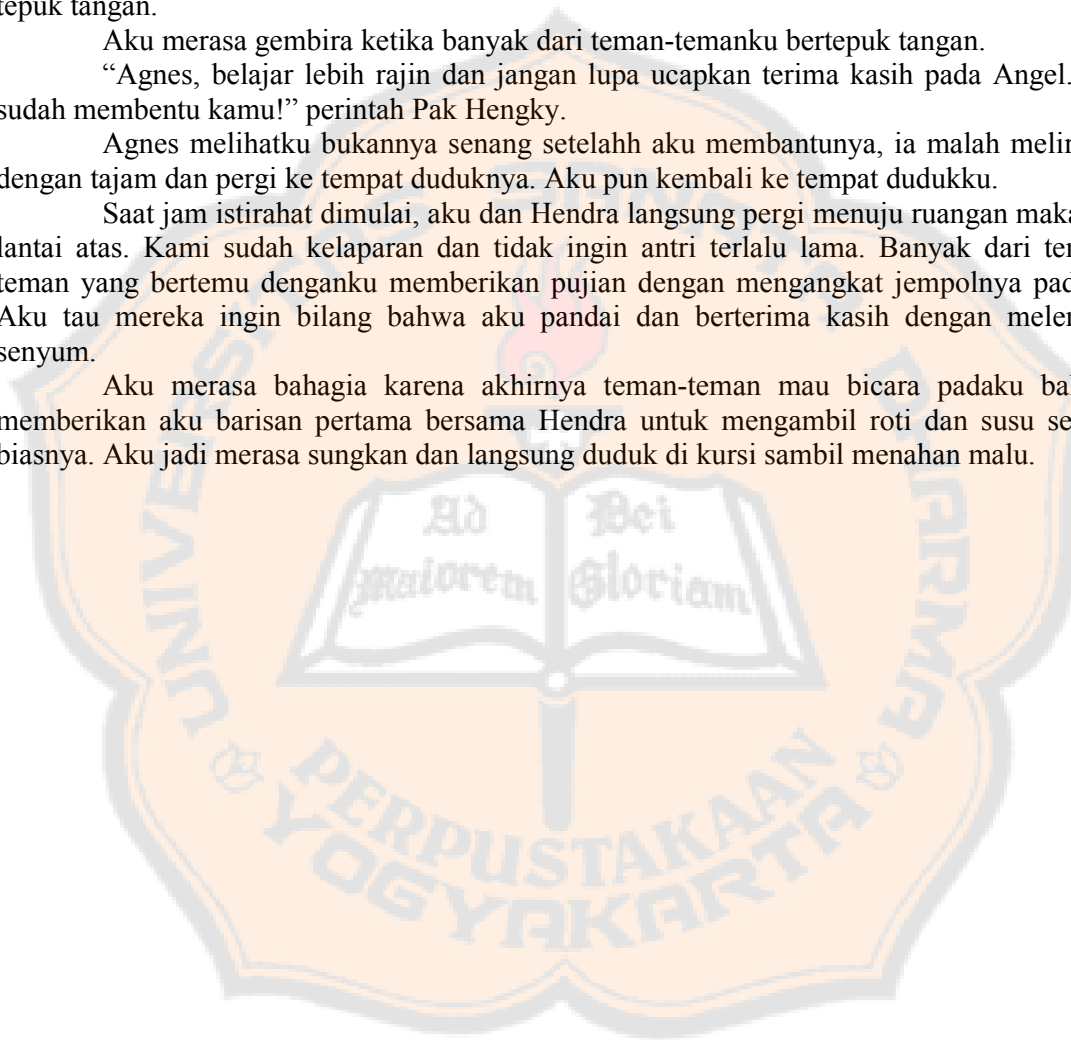 tepuk tangan.
Aku merasa gembira ketika banyak dari teman-temanku bertepuk tangan.
“Agnes, belajar lebih rajin dan jangan lupa ucapkan terima kasih pada Angel.
sudah membentu kamu!” perintah Pak Hengky.
Agnes melihatku bukannya senang setelahh aku membantunya, ia malah melin
dengan tajam dan pergi ke tempat duduknya. Aku pun kembali ke tempat dudukku.
Saat jam istirahat dimulai, aku dan Hendra langsung pergi menuju ruangan maka
lantai atas. Kami sudah kelaparan dan tidak ingin antri terlalu lama. Banyak dari ter
teman yang bertemu denganku memberikan pujian dengan mengangkat jempolnya pad
Aku tau mereka ingin bilang bahwa aku pandai dan berterima kasih dengan meler
senyum.
Aku merasa bahagia karena akhirnya teman-teman mau bicara padaku bal
memberikan aku barisan pertama bersama Hendra untuk mengambil roti dan susu se
biasnya. Aku jadi merasa sungkan dan langsung duduk di kursi sambil menahan malu.
UNIVERSITAS SANATA DHARMA
Ad Dei
Maiorem Gloriam
PERPUSTAKAAN
YOGYAKARTA